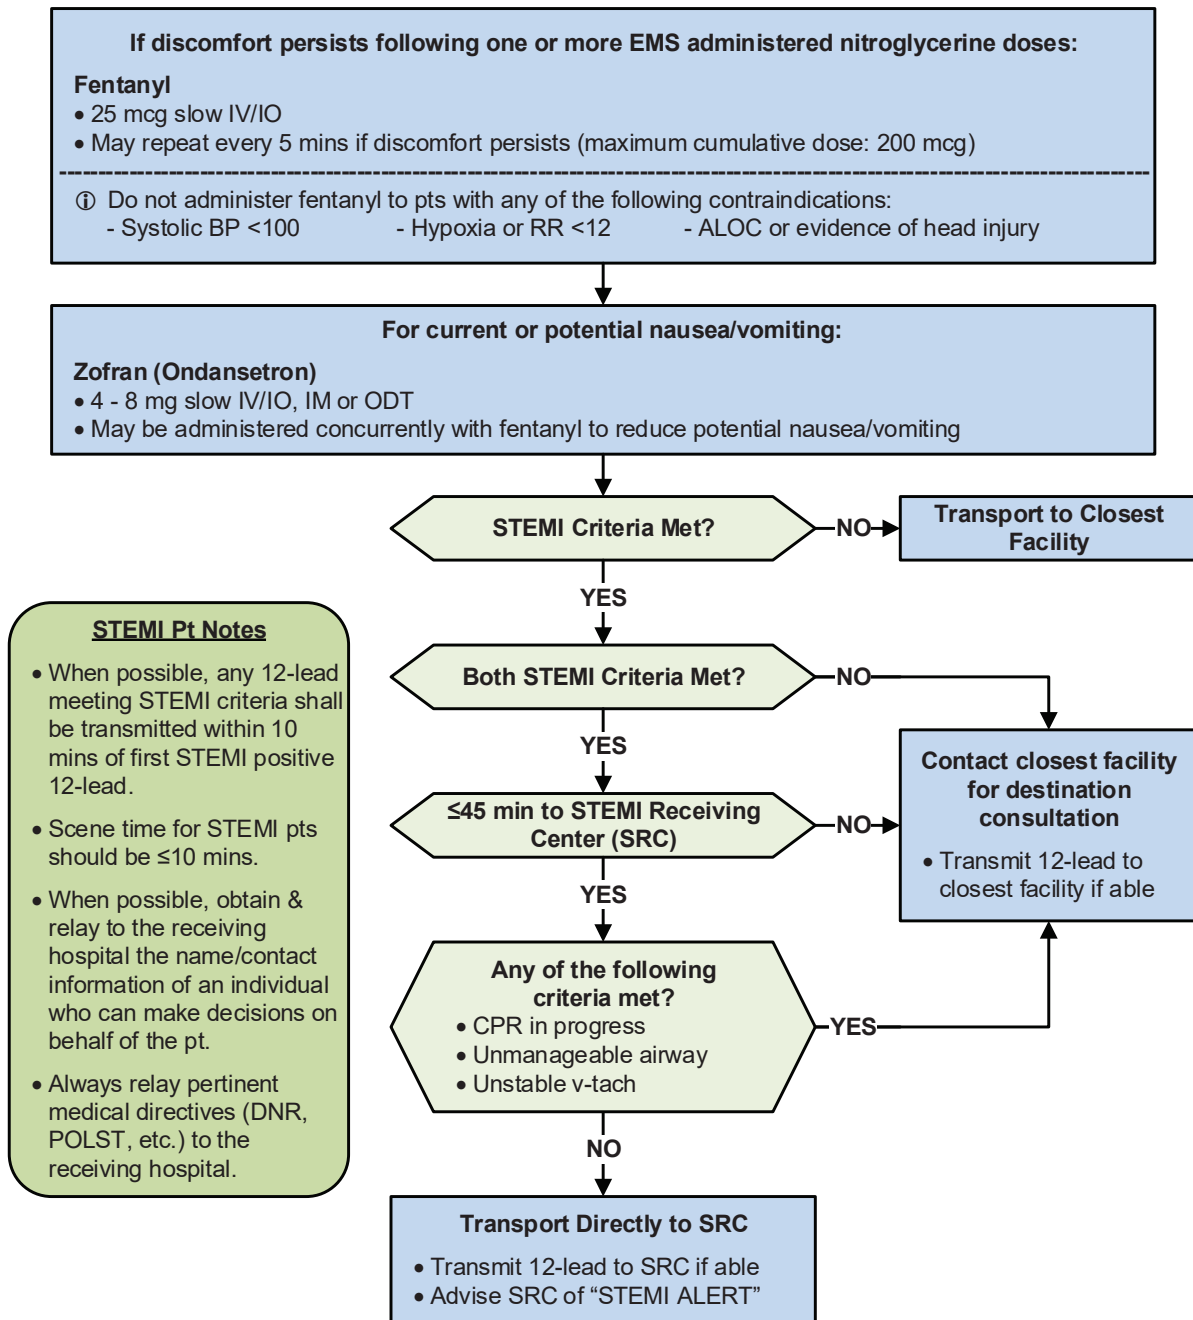 If discomfort persists following one or more EMS administered nitroglycerine doses:
Fentanyl
• 25 mcg slow IV/IO
• May repeat every 5 mins if discomfort persists (maximum cumulative dose: 200 mcg)
ⓘ Do not administer fentanyl to pts with any of the following contraindications:
- Systolic BP <100 - Hypoxia or RR <12 - ALOC or evidence of head injury
For current or potential nausea/vomiting:
Zofran (Ondansetron)
• 4 - 8 mg slow IV/IO, IM or ODT
• May be administered concurrently with fentanyl to reduce potential nausea/vomiting
STEMI Criteria Met?
NO
Transport to Closest
Facility
YES
Both STEMI Criteria Met?
NO
YES
≤45 min to STEMI Receiving
Center (SRC)
NO
Contact closest facility
for destination
consultation
• Transmit 12-lead to
closest facility if able
YES
Any of the following
criteria met?
• CPR in progress
• Unmanageable airway
• Unstable v-tach
YES
NO
Transport Directly to SRC
• Transmit 12-lead to SRC if able
• Advise SRC of “STEMI ALERT”
STEMI Pt Notes
• When possible, any 12-lead
meeting STEMI criteria shall
be transmitted within 10
mins of first STEMI positive
12-lead.
• Scene time for STEMI pts
should be ≤10 mins.
• When possible, obtain &
relay to the receiving
hospital the name/contact
information of an individual
who can make decisions on
behalf of the pt.
• Always relay pertinent
medical directives (DNR,
POLST, etc.) to the
receiving hospital.